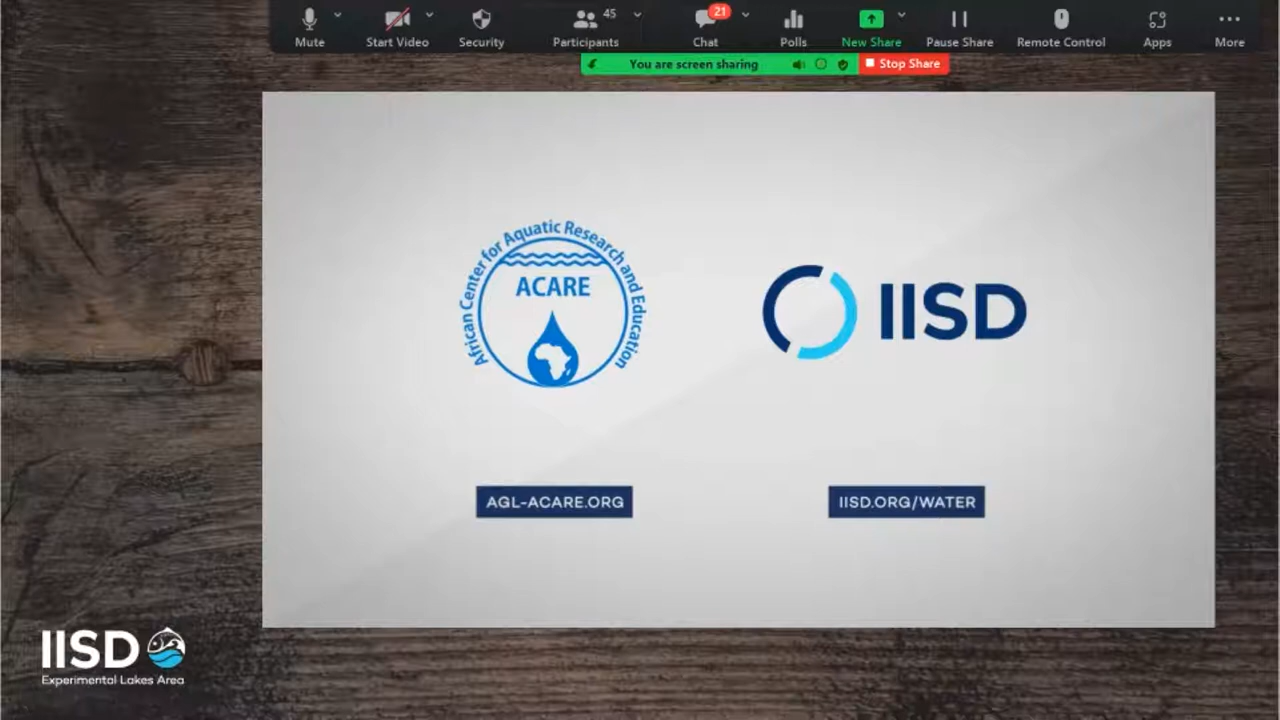 45
21
Mute
Start Video
Security
Participants
Chat
Polls
New Share
Pause Share
Remote Control
Apps
More
You are screen sharing
Stop Share
African Center for Aquatic Research and Education
ACARE
IISD
AGL-ACARE.ORG
IISD.ORG/WATER
IISD
Experimental Lakes Area